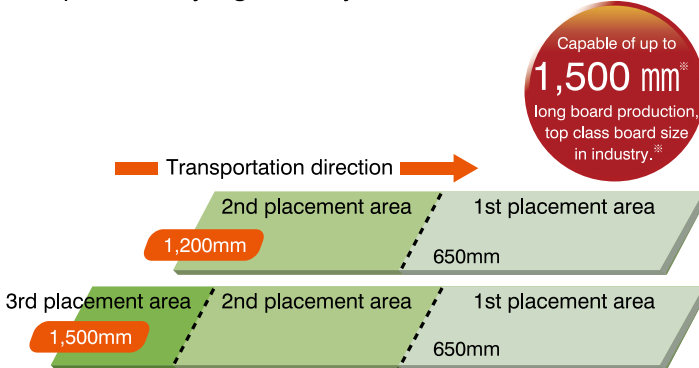 Capable of up to
1,500 mm※
long board production,
top class board size
in industry.※
Transportation direction
2nd placement area
1st placement area
1,200mm
650mm
3rd placement area
2nd placement area
1st placement area
1,500mm
650mm